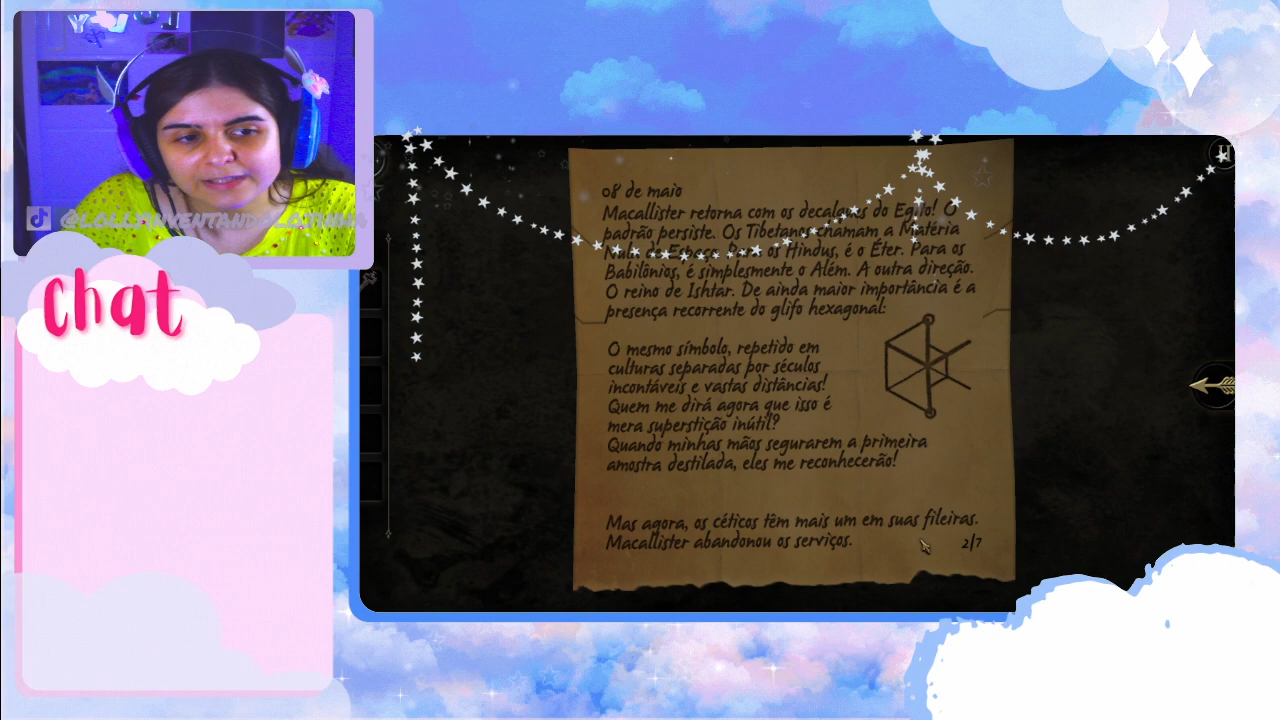 @LOLLYINVENTANDOLOTINHA
chat
08 de maio
Macallister retorna com os decalques do Egito! O
padrão persiste. Os Tibetanos chamam a Matéria
Nula do Espaço. Para os Hindus, é o Éter. Para os
Babilônios, é simplesmente o Além. A outra direção.
O reino de Ishtar. De ainda maior importância é a
presença recorrente do glifo hexagonal:
O mesmo símbolo, repetido em
culturas separadas por séculos
incontáveis e vastas distâncias!
Quem me dirá agora que isso é
mera superstição inútil?
Quando minhas mãos segurarem a primeira
amostra destilada, eles me reconhecerão!
Mas agora, os céticos têm mais um em suas fileiras.
Macallister abandonou os serviços.
2/7